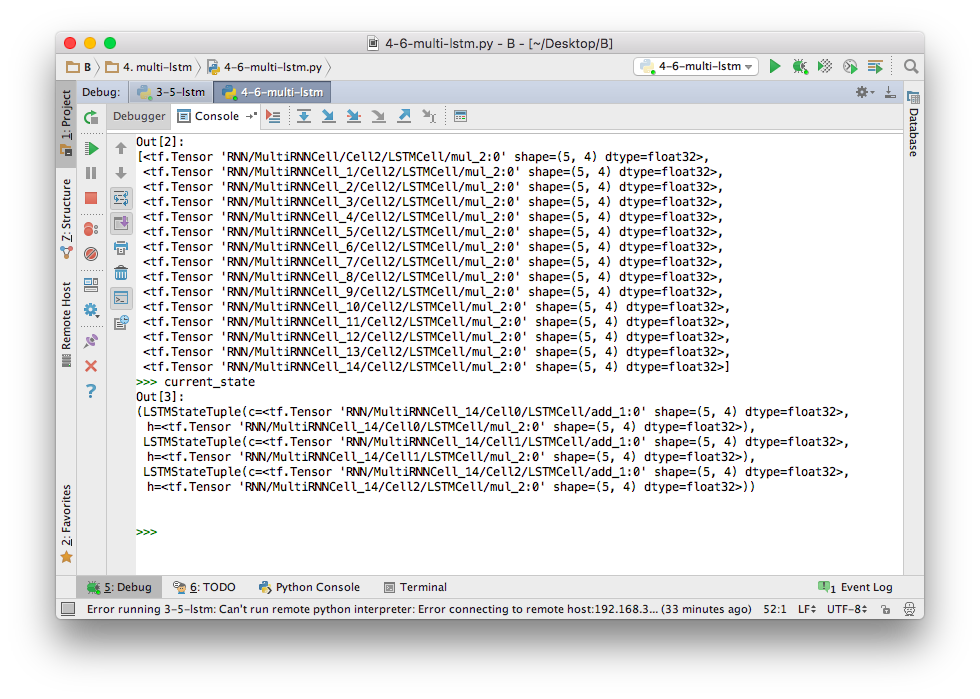 4-6-multi-lstm.py - B - [~/Desktop/B]
B 4. multi-lstm 4-6-multi-lstm.py 4-6-multi-lstm
Debug: 3-5-lstm 4-6-multi-lstm
Debugger Console
1: Project
Z: Structure
Remote Host
2: Favorites
Database
Out[2]:
[<tf.Tensor 'RNN/MultiRNNCell/Cell2/LSTMCell/mul_2:0' shape=(5, 4) dtype=float32>,
<tf.Tensor 'RNN/MultiRNNCell_1/Cell2/LSTMCell/mul_2:0' shape=(5, 4) dtype=float32>,
<tf.Tensor 'RNN/MultiRNNCell_2/Cell2/LSTMCell/mul_2:0' shape=(5, 4) dtype=float32>,
<tf.Tensor 'RNN/MultiRNNCell_3/Cell2/LSTMCell/mul_2:0' shape=(5, 4) dtype=float32>,
<tf.Tensor 'RNN/MultiRNNCell_4/Cell2/LSTMCell/mul_2:0' shape=(5, 4) dtype=float32>,
<tf.Tensor 'RNN/MultiRNNCell_5/Cell2/LSTMCell/mul_2:0' shape=(5, 4) dtype=float32>,
<tf.Tensor 'RNN/MultiRNNCell_6/Cell2/LSTMCell/mul_2:0' shape=(5, 4) dtype=float32>,
<tf.Tensor 'RNN/MultiRNNCell_7/Cell2/LSTMCell/mul_2:0' shape=(5, 4) dtype=float32>,
<tf.Tensor 'RNN/MultiRNNCell_8/Cell2/LSTMCell/mul_2:0' shape=(5, 4) dtype=float32>,
<tf.Tensor 'RNN/MultiRNNCell_9/Cell2/LSTMCell/mul_2:0' shape=(5, 4) dtype=float32>,
<tf.Tensor 'RNN/MultiRNNCell_10/Cell2/LSTMCell/mul_2:0' shape=(5, 4) dtype=float32>,
<tf.Tensor 'RNN/MultiRNNCell_11/Cell2/LSTMCell/mul_2:0' shape=(5, 4) dtype=float32>,
<tf.Tensor 'RNN/MultiRNNCell_12/Cell2/LSTMCell/mul_2:0' shape=(5, 4) dtype=float32>,
<tf.Tensor 'RNN/MultiRNNCell_13/Cell2/LSTMCell/mul_2:0' shape=(5, 4) dtype=float32>,
<tf.Tensor 'RNN/MultiRNNCell_14/Cell2/LSTMCell/mul_2:0' shape=(5, 4) dtype=float32>]
>>> current_state
Out[3]:
(LSTMStateTuple(c=<tf.Tensor 'RNN/MultiRNNCell_14/Cell0/LSTMCell/add_1:0' shape=(5, 4) dtype=float32>,
h=<tf.Tensor 'RNN/MultiRNNCell_14/Cell0/LSTMCell/mul_2:0' shape=(5, 4) dtype=float32>),
LSTMStateTuple(c=<tf.Tensor 'RNN/MultiRNNCell_14/Cell1/LSTMCell/add_1:0' shape=(5, 4) dtype=float32>,
h=<tf.Tensor 'RNN/MultiRNNCell_14/Cell1/LSTMCell/mul_2:0' shape=(5, 4) dtype=float32>),
LSTMStateTuple(c=<tf.Tensor 'RNN/MultiRNNCell_14/Cell2/LSTMCell/add_1:0' shape=(5, 4) dtype=float32>,
h=<tf.Tensor 'RNN/MultiRNNCell_14/Cell2/LSTMCell/mul_2:0' shape=(5, 4) dtype=float32>))
>>>
5: Debug 6: TODO Python Console Terminal 1 Event Log
Error running 3-5-lstm: Can't run remote python interpreter: Error connecting to remote host:192.168.3... (33 minutes ago) 52:1 LF UTF-8